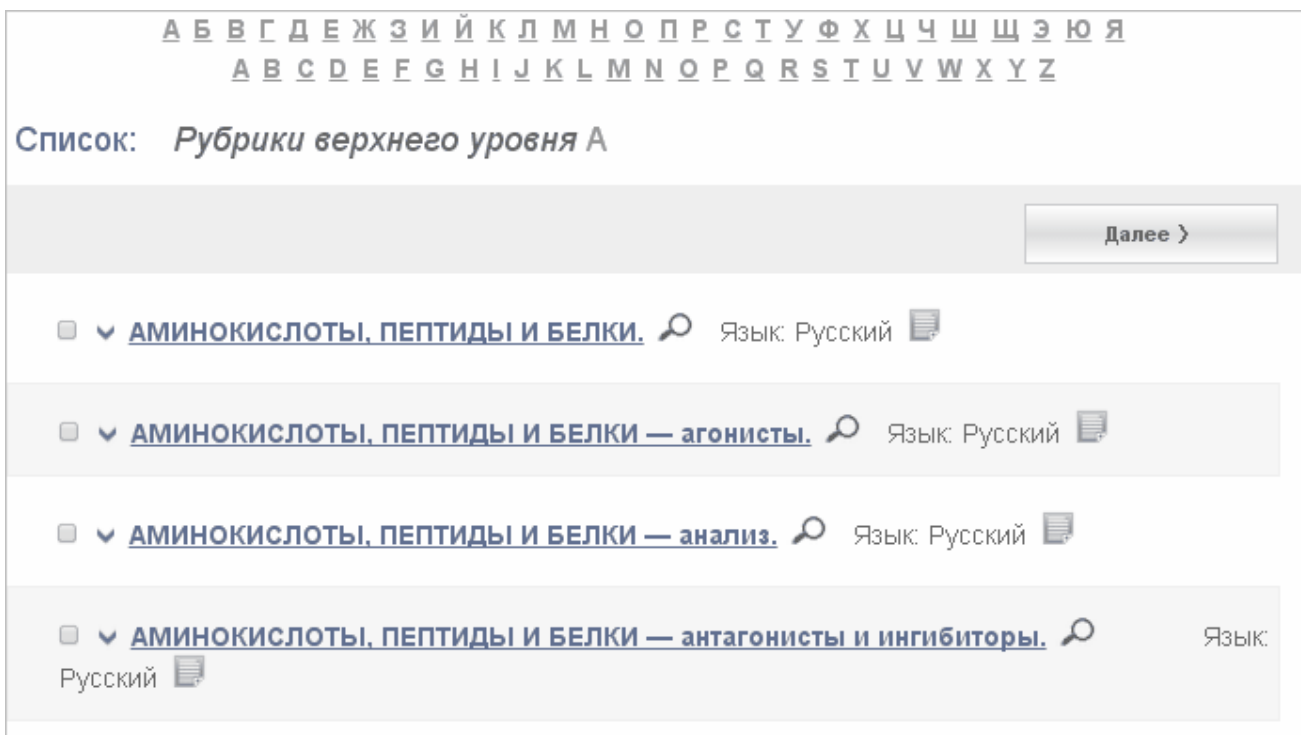 А Б В Г Д Е Ж З И Й К Л М Н О П Р С Т У Ф Х Ц Ч Ш Щ Э Ю Я
A B C D E F G H I J K L M N O P Q R S T U V W X Y Z
Список: Рубрики верхнего уровня А
Далее 〉
АМИНОКИСЛОТЫ, ПЕПТИДЫ И БЕЛКИ. Язык: Русский
АМИНОКИСЛОТЫ, ПЕПТИДЫ И БЕЛКИ — агонисты. Язык: Русский
АМИНОКИСЛОТЫ, ПЕПТИДЫ И БЕЛКИ — анализ. Язык: Русский
АМИНОКИСЛОТЫ, ПЕПТИДЫ И БЕЛКИ — антагонисты и ингибиторы. Язык:
Русский